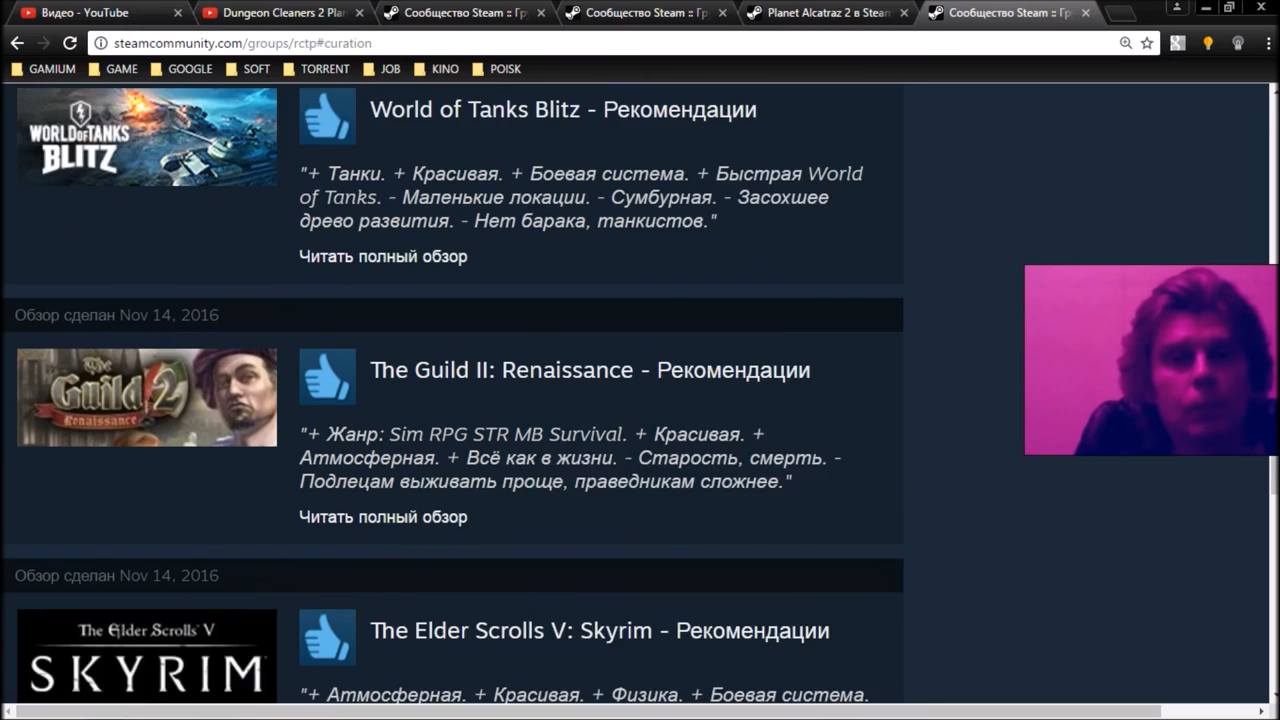 Видео - YouTube
Dungeon Cleaners 2 Plan
Сообщество Steam :: Гр
Сообщество Steam :: Гр
Planet Alcatraz 2 в Steam
Сообщество Steam :: Гр
steamcommunity.com/groups/rctp#curation
GAMIUM
GAME
GOOGLE
SOFT
TORRENT
JOB
KINO
POISK
WORLD OF TANKS
BLITZ
World of Tanks Blitz - Рекомендации
"+ Танки. + Красивая. + Боевая система. + Быстрая World
of Tanks. - Маленькие локации. - Сумбурная. - Засохшее
древо развития. - Нет барака, танкистов."
Читать полный обзор
Обзор сделан Nov 14, 2016
The
Guild 2
Renaissance
The Guild II: Renaissance - Рекомендации
"+ Жанр: Sim RPG STR MB Survival. + Красивая. +
Атмосферная. + Всё как в жизни. - Старость, смерть. -
Подлецам выживать проще, праведникам сложнее."
Читать полный обзор
Обзор сделан Nov 14, 2016
The Elder Scrolls V
SKYRIM
The Elder Scrolls V: Skyrim - Рекомендации
"+ Атмосферная. + Красивая. + Физика. + Боевая система.